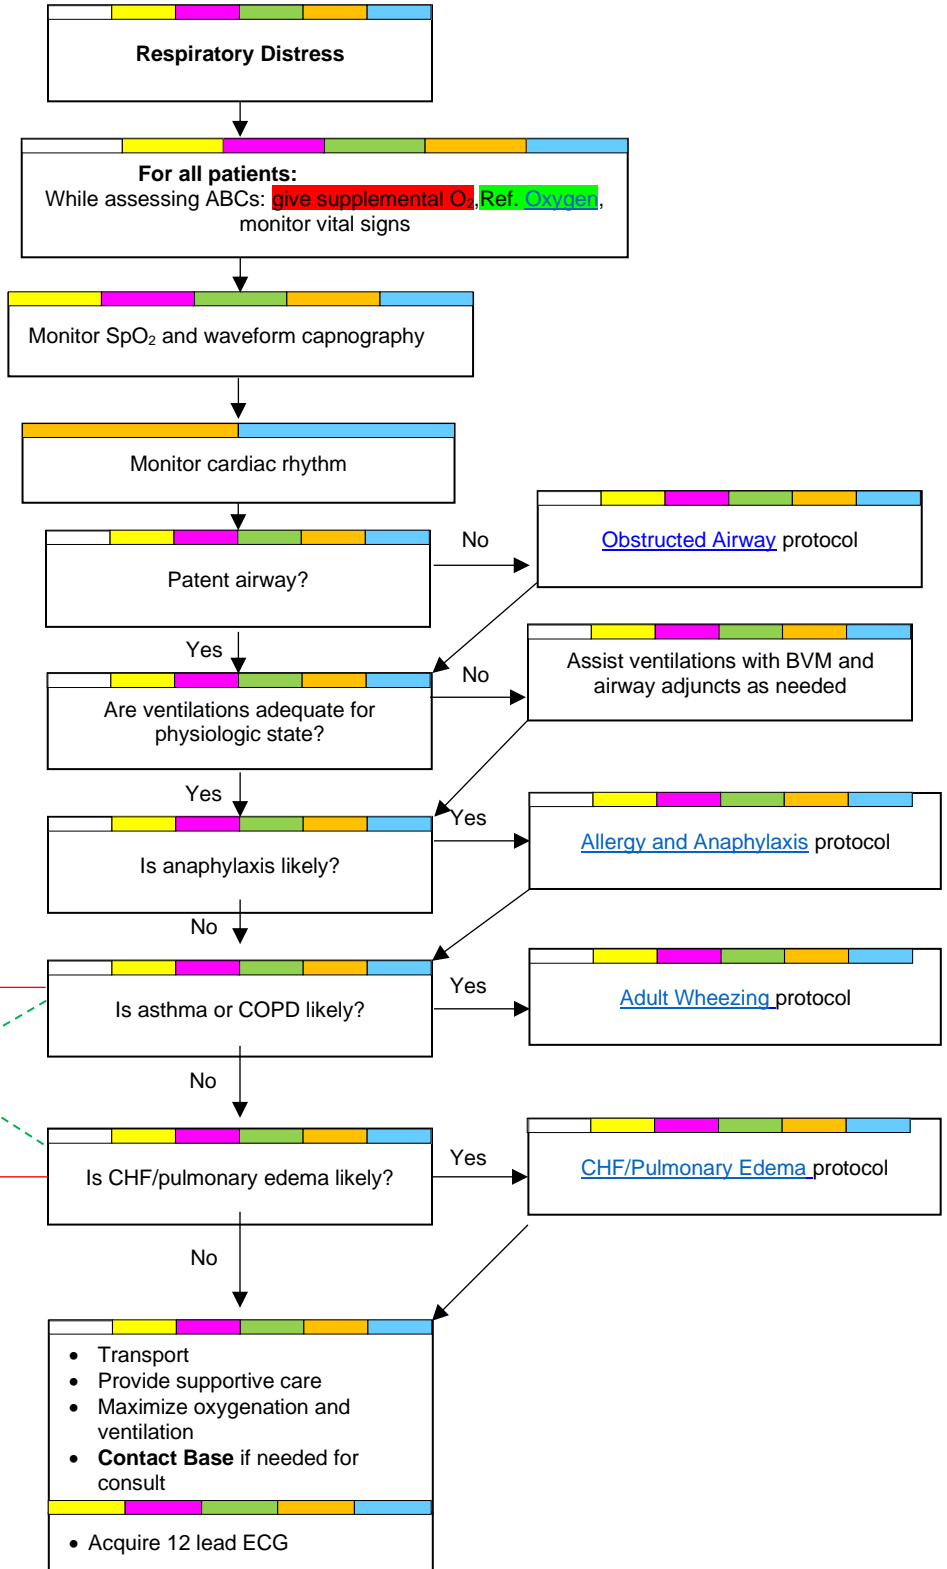 Respiratory Distress
For all patients:
While assessing ABCs: give supplemental O₂,Ref. Oxygen,
monitor vital signs
Monitor SpO₂ and waveform capnography
Monitor cardiac rhythm
Patent airway?
No
Obstructed Airway protocol
Yes
Are ventilations adequate for
physiologic state?
No
Assist ventilations with BVM and
airway adjuncts as needed
Yes
Is anaphylaxis likely?
Yes
Allergy and Anaphylaxis protocol
No
Is asthma or COPD likely?
Yes
Adult Wheezing protocol
No
Is CHF/pulmonary edema likely?
Yes
CHF/Pulmonary Edema protocol
No
• Transport
• Provide supportive care
• Maximize oxygenation and
ventilation
• Contact Base if needed for
consult
• Acquire 12 lead ECG